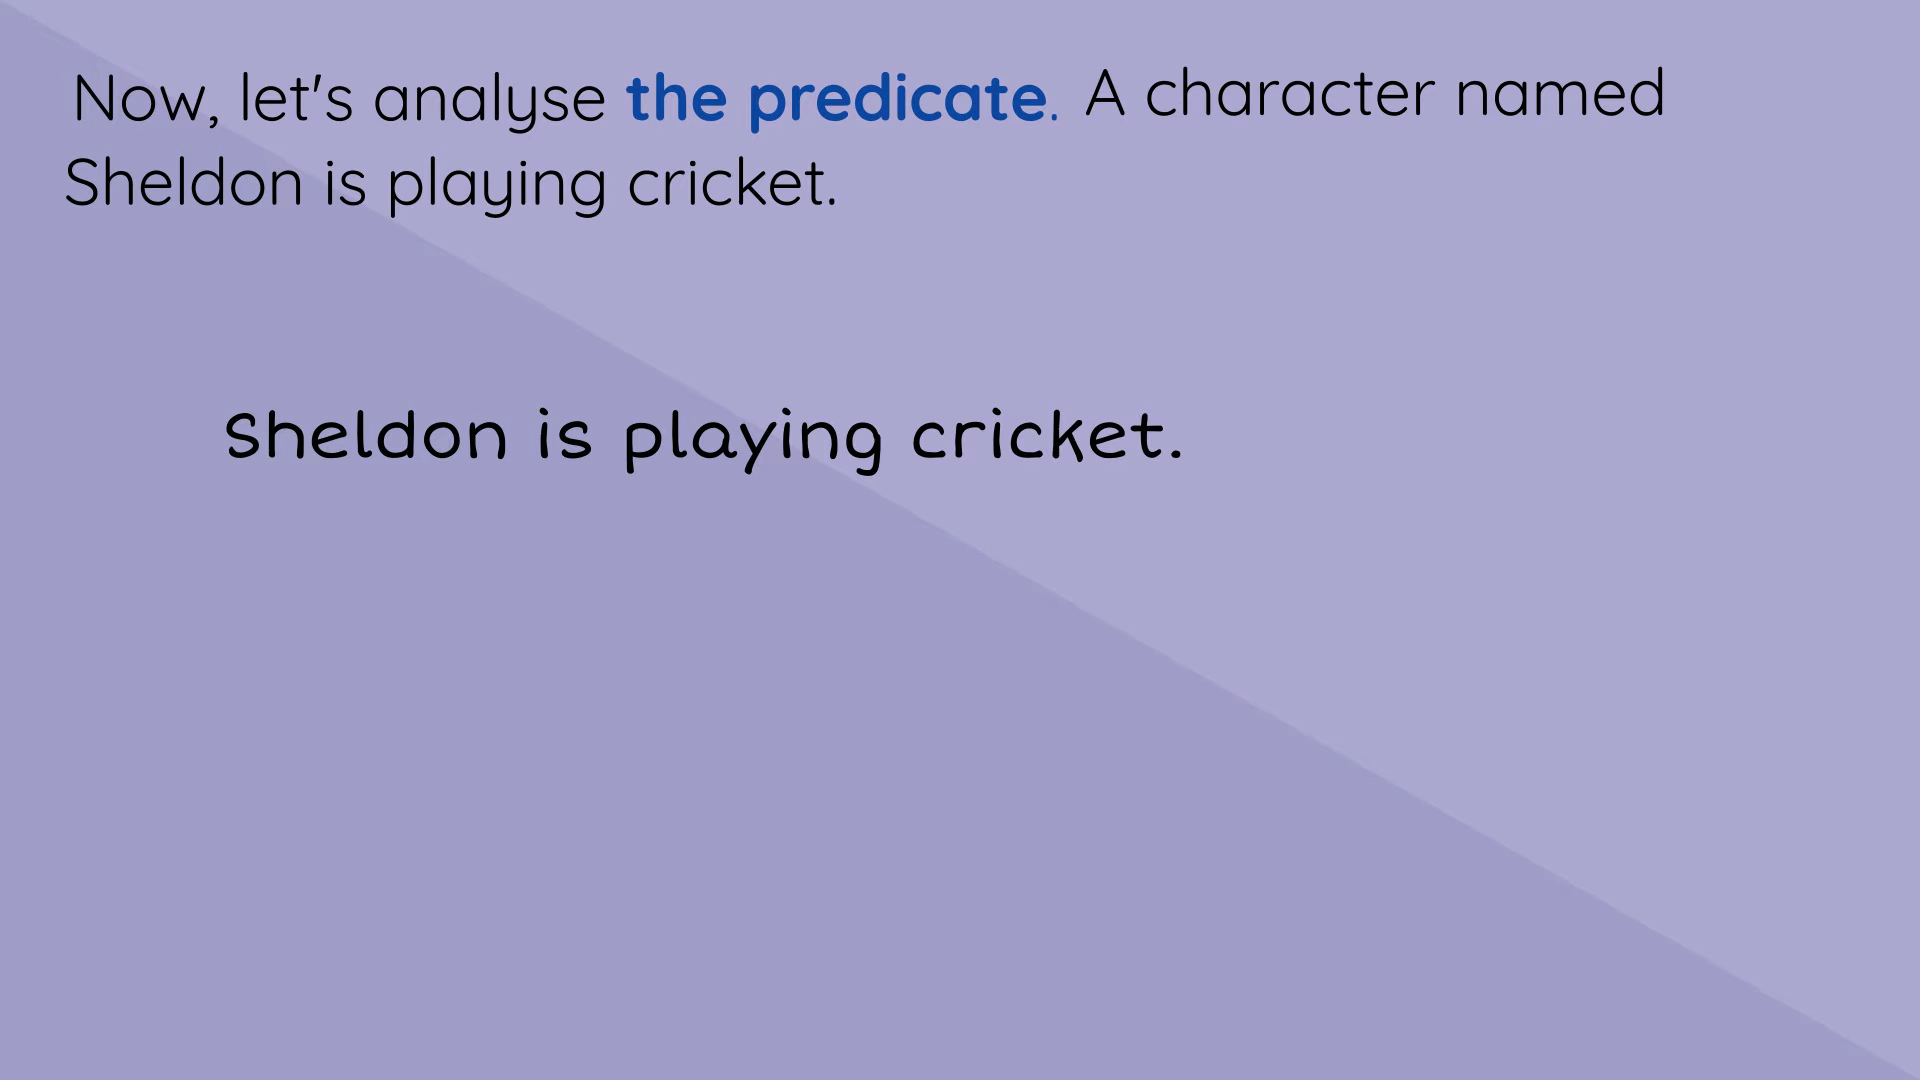 Now, let's analyse the predicate. A character named
Sheldon is playing cricket.
Sheldon is playing cricket.